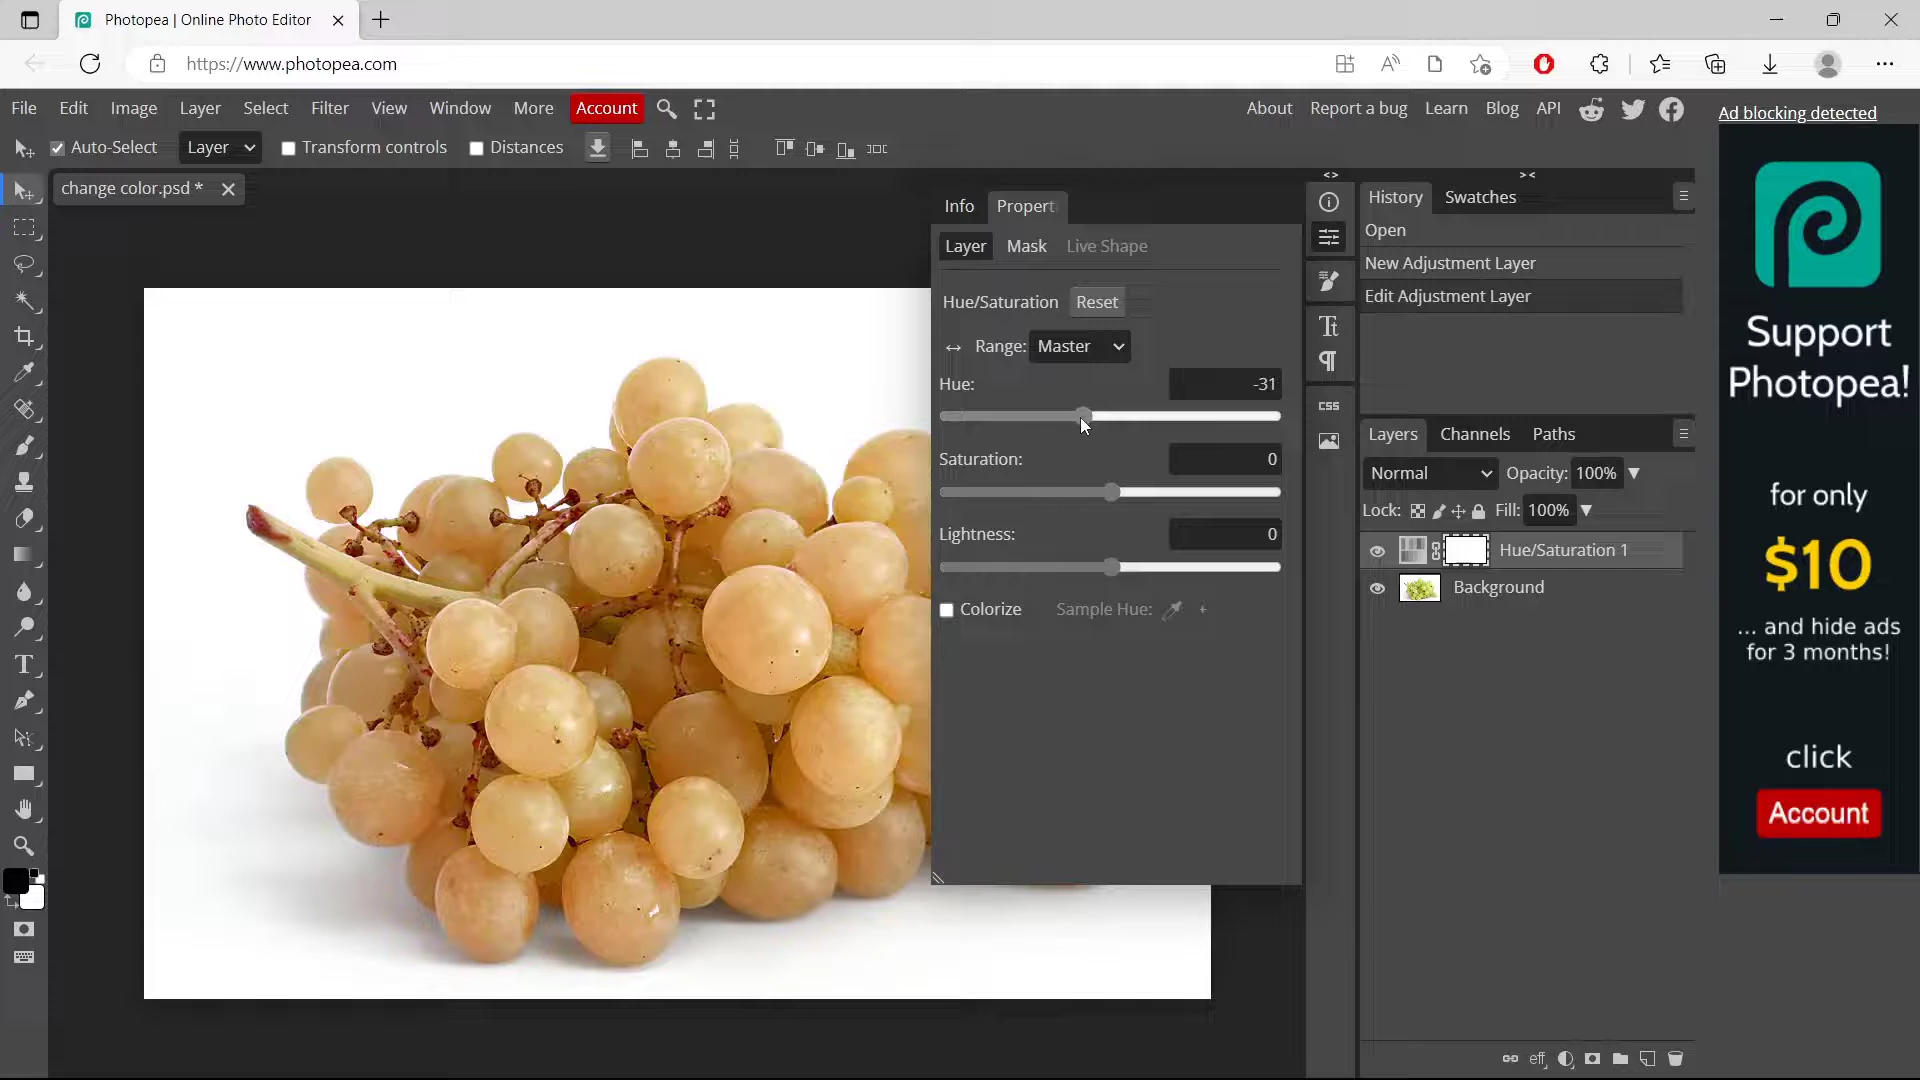 Photopea | Online Photo Editor
https://www.photopea.com
File Edit Image Layer Select Filter View Window More Account
About Report a bug Learn Blog API
Ad blocking detected
Auto-Select Layer Transform controls Distances
change color.psd *
Info Propert
Layer Mask Live Shape
Hue/Saturation Reset
Range: Master
Hue: -31
Saturation: 0
Lightness: 0
Colorize Sample Hue:
CSS
History Swatches
Open
New Adjustment Layer
Edit Adjustment Layer
Layers Channels Paths
Normal Opacity: 100%
Lock: Fill: 100%
Hue/Saturation 1
Background
eff
Support
Photopea!
for only
$10
... and hide ads
for 3 months!
click
Account